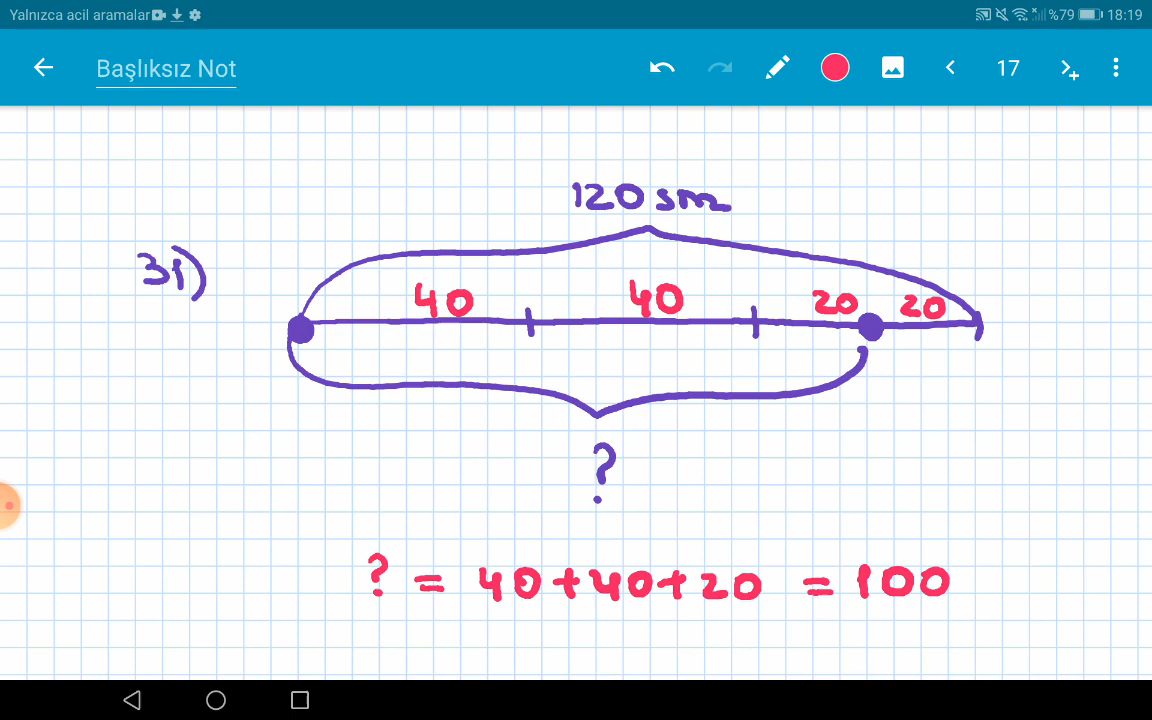 Yalnızca acil aramalar %79 18:19
Başlıksız Not 17
120 sm
31)
40 40 20 20
?
? = 40+40+20 = 100